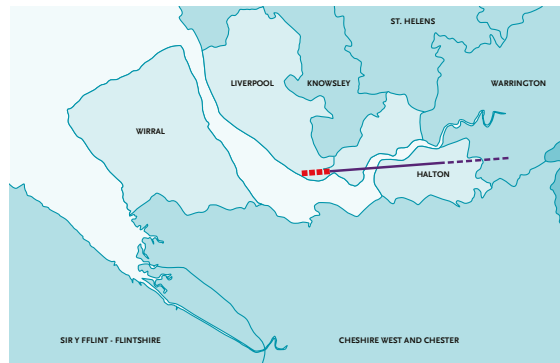 ST. HELENS
LIVERPOOL
KNOWSLEY
WARRINGTON
WIRRAL
HALTON
SIR Y FFLINT - FLINTSHIRE
CHESHIRE WEST AND CHESTER